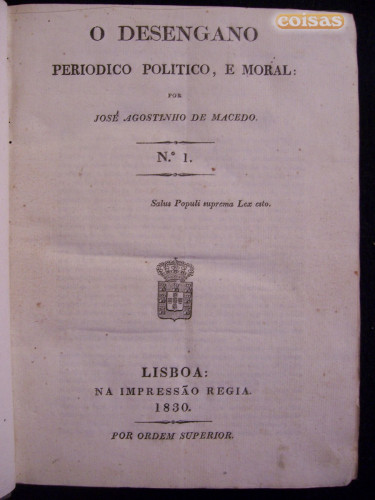 coisas
O DESENGANO
PERIODICO POLITICO, E MORAL:
POR
JOSÉ AGOSTINHO DE MACEDO.
N.º 1.
Salus Populi suprema Lex esto.
LISBOA:
NA IMPRESSÃO REGIA.
1830.
POR ORDEM SUPERIOR.